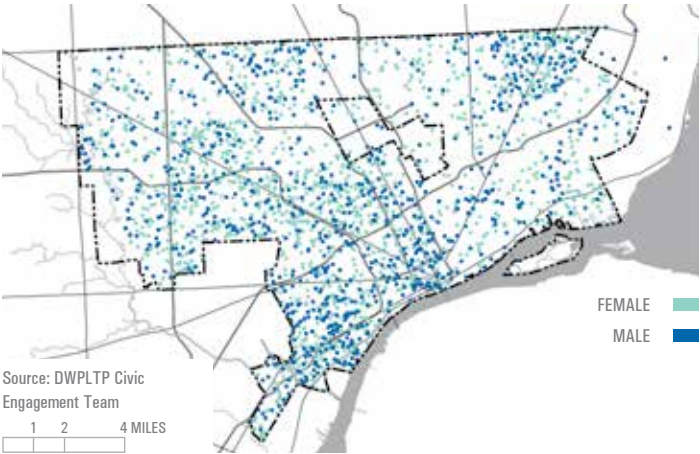 FEMALE
MALE
Source: DWPLTP Civic
Engagement Team
1 2 4 MILES